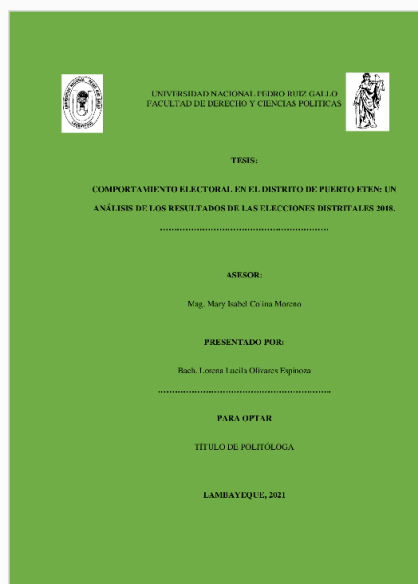 UNIVERSIDAD NACIONAL PEDRO RUIZ GALLO
FACULTAD DE DERECHO Y CIENCIAS POLITICAS
TESIS:
COMPORTAMIENTO ELECTORAL EN EL DISTRITO DE PUERTO ETEN: UN
ANÁLISIS DE LOS RESULTADOS DE LAS ELECCIONES DISTRITALES 2018.
ASESOR:
Mag. Mary Isabel Colina Moreno
PRESENTADO POR:
Bach. Lorena Lucila Olivares Espinoza
PARA OPTAR
TÍTULO DE POLITÓLOGA
LAMBAYEQUE, 2021